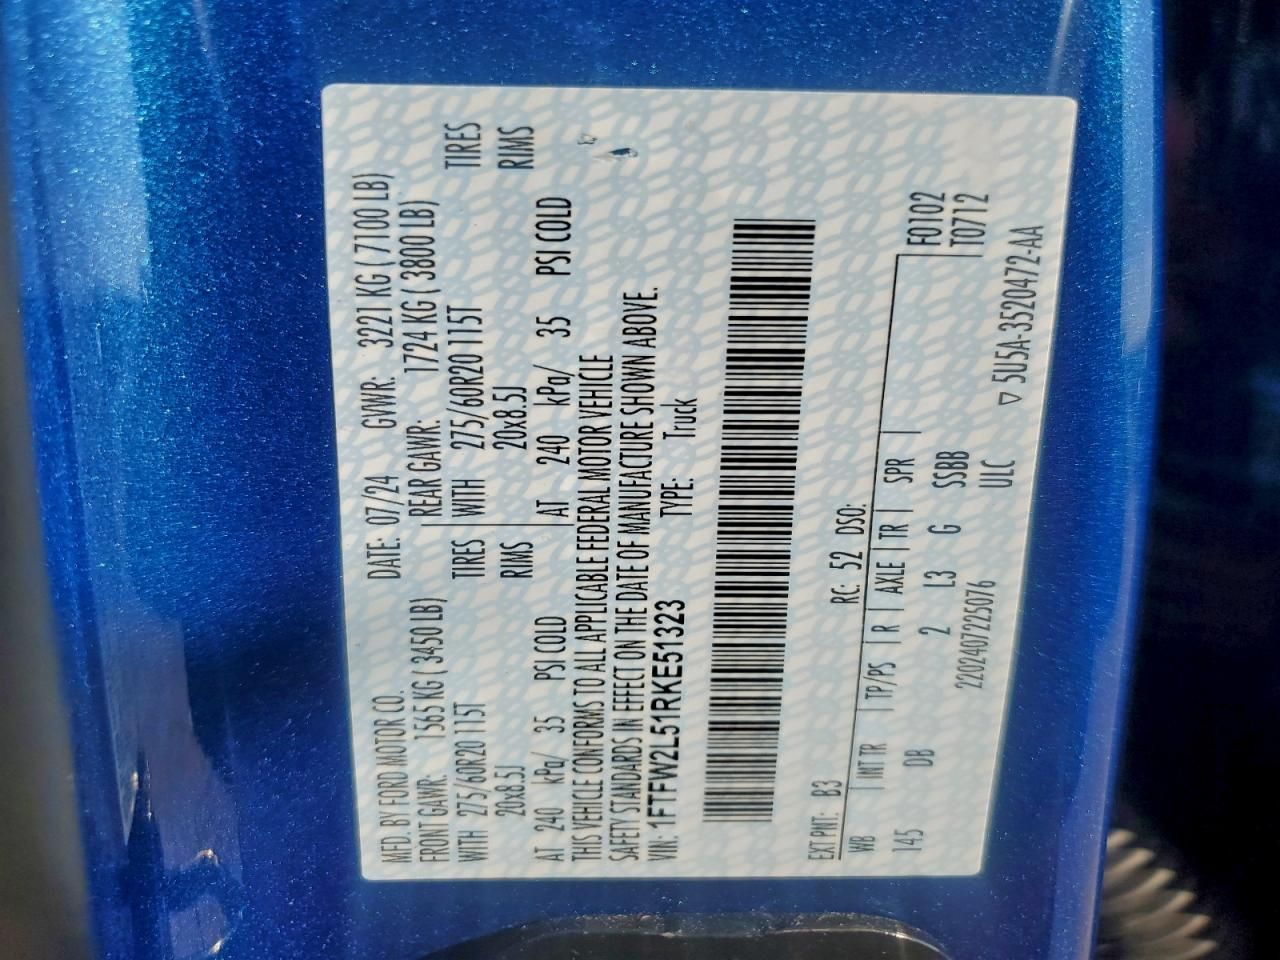 MFD. BY FORD MOTOR CO. DATE: 07/24 GVWR: 3221 KG ( 7100 LB)
FRONT GAWR: 1565 KG ( 3450 LB) REAR GAWR: 1724 KG ( 3800 LB)
WITH 275/60R20 115T TIRES WITH 275/60R20 115T TIRES
20x8.5J RIMS 20x8.5J RIMS
AT 240 kPa/ 35 PSI COLD AT 240 kPa/ 35 PSI COLD
THIS VEHICLE CONFORMS TO ALL APPLICABLE FEDERAL MOTOR VEHICLE
SAFETY STANDARDS IN EFFECT ON THE DATE OF MANUFACTURE SHOWN ABOVE.
VIN: 1FTFW2L51RKE51323 TYPE: Truck
EXT PNT: B3 RC: 52 DSO:
WB | INT TR | TP/PS | R | AXLE | TR | SPR | F0102
145 DB 2 L3 G SSBB T0712
2202407225076 ULC ▽ 5U5A-3520472-AA